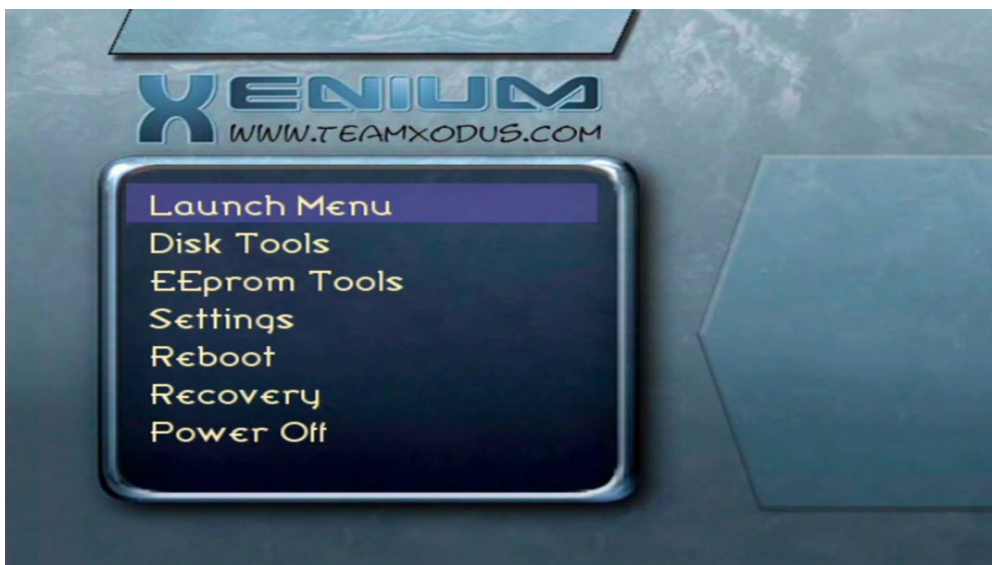 XENIUM
WWW.TEAMXODUS.COM
Launch Menu
Disk Tools
EEprom Tools
Settings
Reboot
Recovery
Power Off